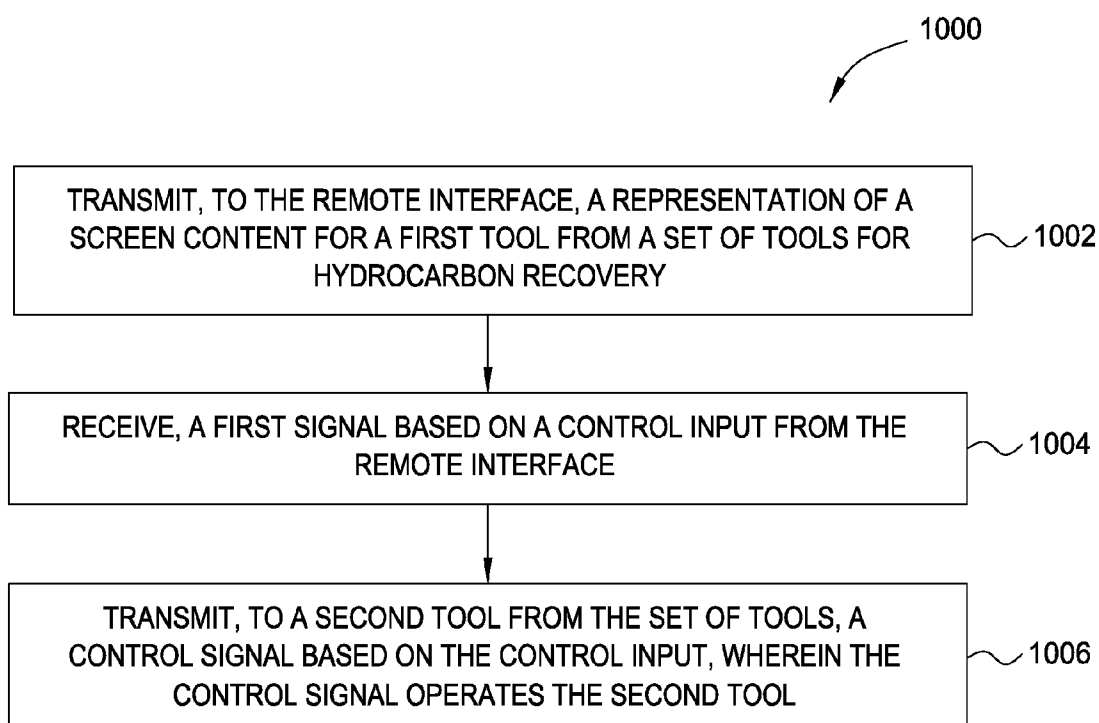 1000
TRANSMIT, TO THE REMOTE INTERFACE, A REPRESENTATION OF A
SCREEN CONTENT FOR A FIRST TOOL FROM A SET OF TOOLS FOR
HYDROCARBON RECOVERY
1002
RECEIVE, A FIRST SIGNAL BASED ON A CONTROL INPUT FROM THE
REMOTE INTERFACE
1004
TRANSMIT, TO A SECOND TOOL FROM THE SET OF TOOLS, A
CONTROL SIGNAL BASED ON THE CONTROL INPUT, WHEREIN THE
CONTROL SIGNAL OPERATES THE SECOND TOOL
1006